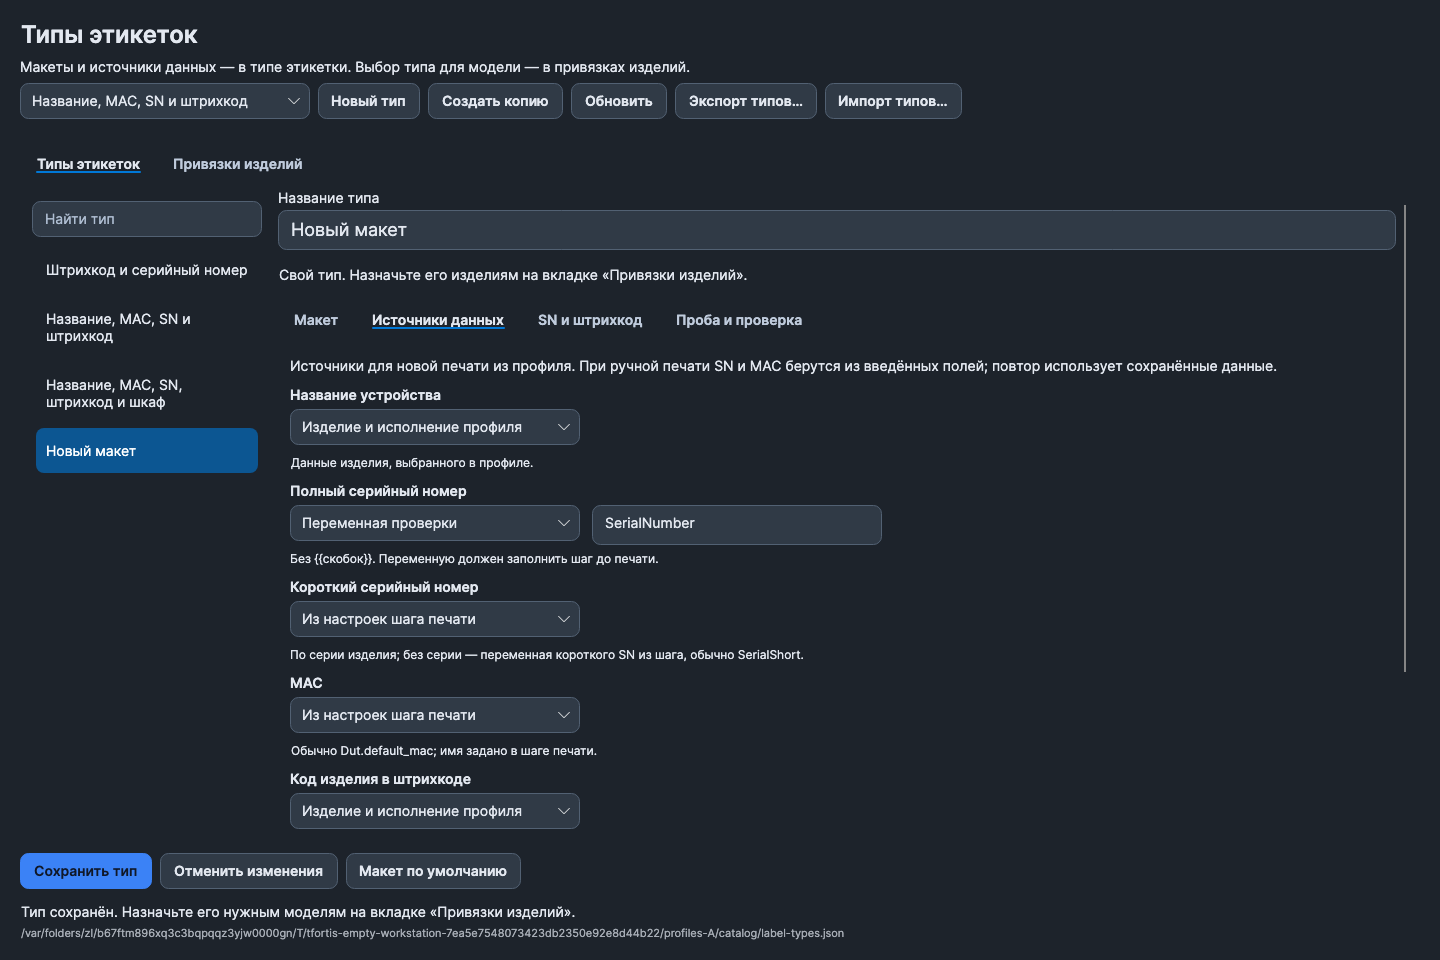 Типы этикеток
Макеты и источники данных — в типе этикетки. Выбор типа для модели — в привязках изделий.
Название, MAC, SN и штрихкод
Новый тип
Создать копию
Обновить
Экспорт типов...
Импорт типов...
Типы этикеток
Привязки изделий
Найти тип
Штрихкод и серийный номер
Название, MAC, SN и
штрихкод
Название, MAC, SN,
штрихкод и шкаф
Новый макет
Название типа
Новый макет
Свой тип. Назначьте его изделиям на вкладке «Привязки изделий».
Макет
Источники данных
SN и штрихкод
Проба и проверка
Источники для новой печати из профиля. При ручной печати SN и MAC берутся из введённых полей; повтор использует сохранённые данные.
Название устройства
Изделие и исполнение профиля
Данные изделия, выбранного в профиле.
Полный серийный номер
Переменная проверки
SerialNumber
Без {{скобок}}. Переменную должен заполнить шаг до печати.
Короткий серийный номер
Из настроек шага печати
По серии изделия; без серии — переменная короткого SN из шага, обычно SerialShort.
MAC
Из настроек шага печати
Обычно Dut.default_mac; имя задано в шаге печати.
Код изделия в штрихкоде
Изделие и исполнение профиля
Сохранить тип
Отменить изменения
Макет по умолчанию
Тип сохранён. Назначьте его нужным моделям на вкладке «Привязки изделий».
/var/folders/zl/b67ftm896xq3c3bqpqqz3yjw0000gn/T/tfortis-empty-workstation-7ea5e7548073423db2350e92e8d44b22/profiles-A/catalog/label-types.json